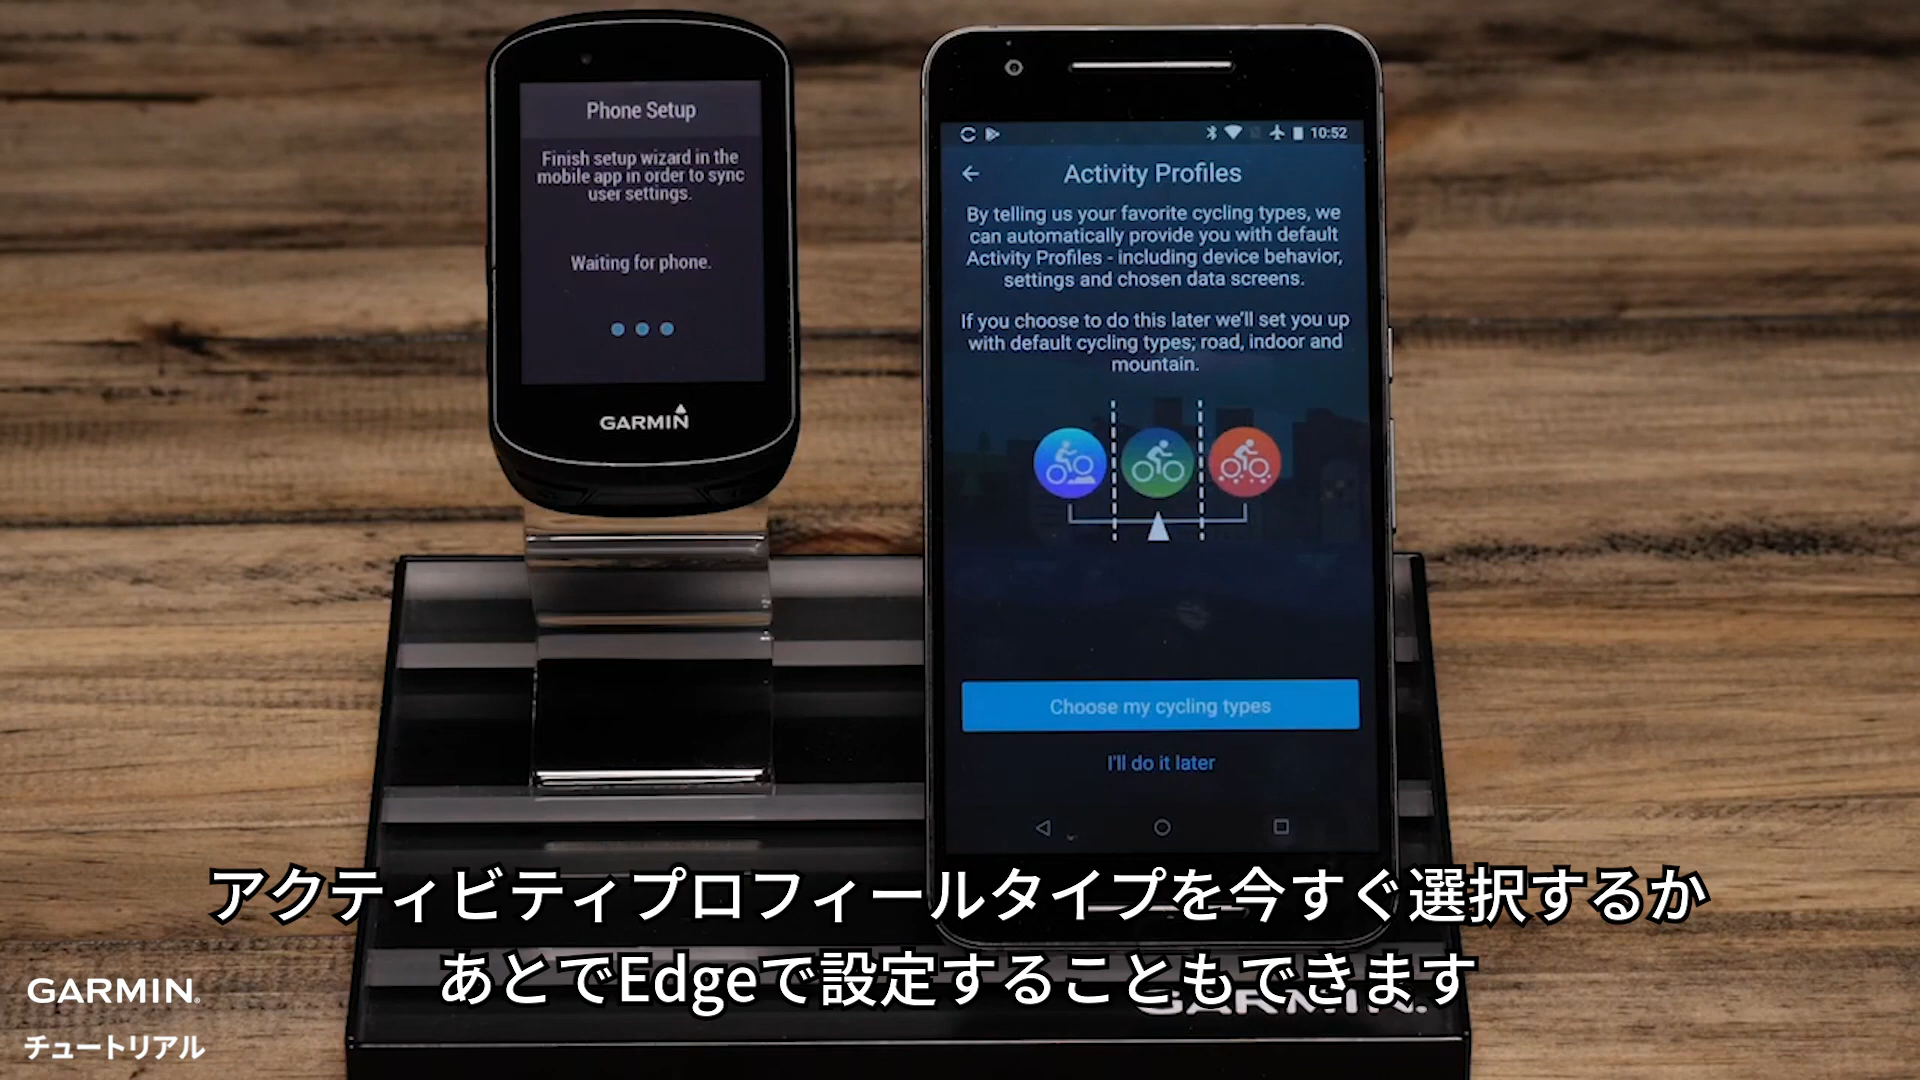 Phone Setup
Finish setup wizard in the
mobile app in order to sync
user settings.
Waiting for phone.
GARMIN
10:52
Activity Profiles
By telling us your favorite cycling types, we
can automatically provide you with default
Activity Profiles - including device behavior,
settings and chosen data screens.
If you choose to do this later we'll set you up
with default cycling types; road, indoor and
mountain.
Choose my cycling types
I'll do it later
アクティビティプロフィールタイプを今すぐ選択するか
あとでEdgeで設定することもできます
GARMIN.
GARMIN.
チュートリアル